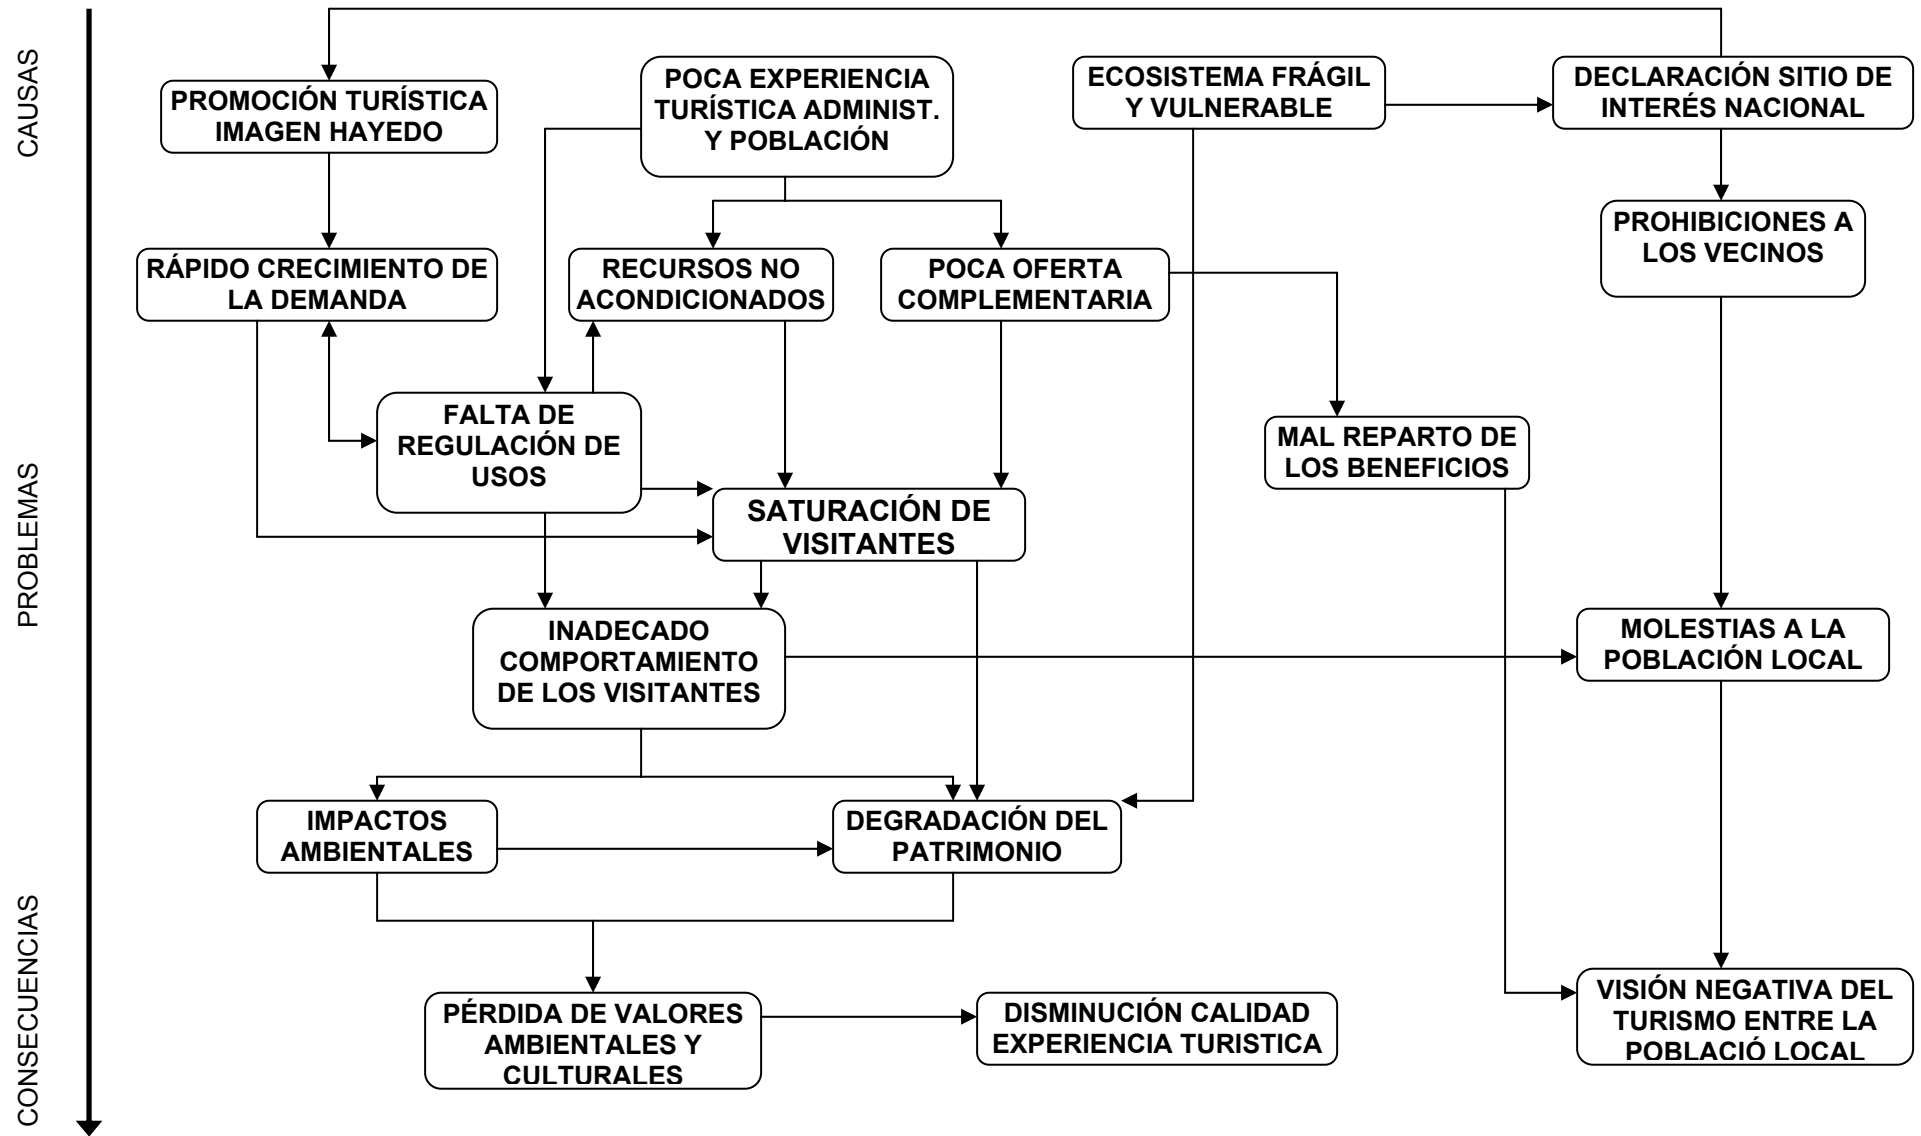 CAUSAS
PROMOCIÓN TURÍSTICA
IMAGEN HAYEDO
POCA EXPERIENCIA
TURÍSTICA ADMINIST.
Y POBLACIÓN
ECOSISTEMA FRÁGIL
Y VULNERABLE
DECLARACIÓN SITIO DE
INTERÉS NACIONAL
PROHIBICIONES A
LOS VECINOS
RÁPIDO CRECIMIENTO DE
LA DEMANDA
RECURSOS NO
ACONDICIONADOS
POCA OFERTA
COMPLEMENTARIA
PROBLEMAS
FALTA DE
REGULACIÓN DE
USOS
MAL REPARTO DE
LOS BENEFICIOS
SATURACIÓN DE
VISITANTES
INADECADO
COMPORTAMIENTO
DE LOS VISITANTES
MOLESTIAS A LA
POBLACIÓN LOCAL
IMPACTOS
AMBIENTALES
DEGRADACIÓN DEL
PATRIMONIO
CONSECUENCIAS
PÉRDIDA DE VALORES
AMBIENTALES Y
CULTURALES
DISMINUCIÓN CALIDAD
EXPERIENCIA TURISTICA
VISIÓN NEGATIVA DEL
TURISMO ENTRE LA
POBLACIÓ LOCAL